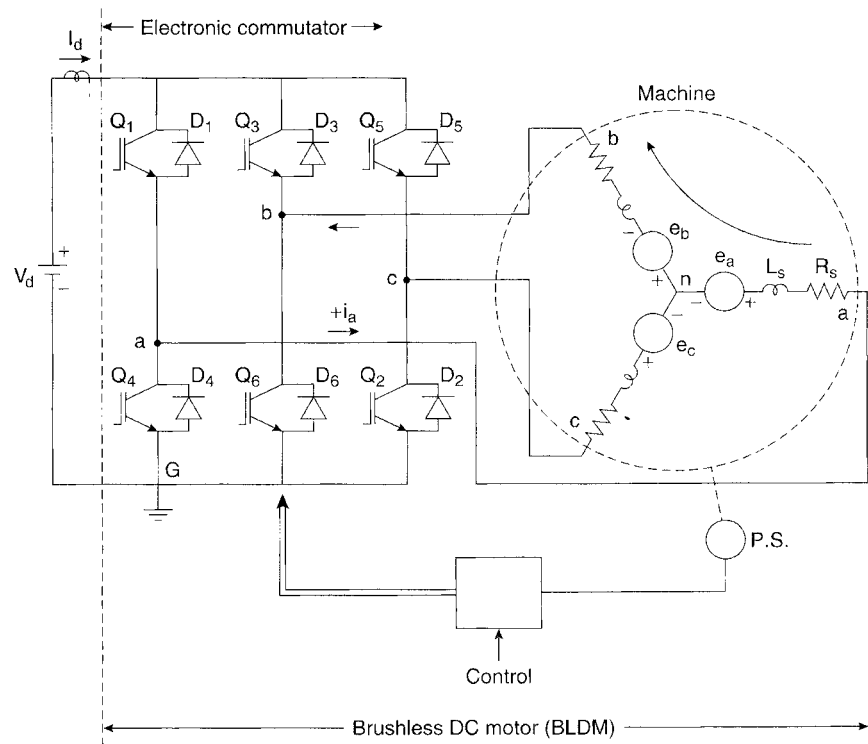 Electronic commutator
I_d
Machine
Q_1
D_1
Q_3
D_3
Q_5
D_5
b
b
e_b
V_d
+
−
−
+
c
n
e_a
L_s
R_s
−
+
a
−
+
e_c
+i_a
a
Q_4
D_4
Q_6
D_6
Q_2
D_2
c
G
P.S.
Control
Brushless DC motor (BLDM)